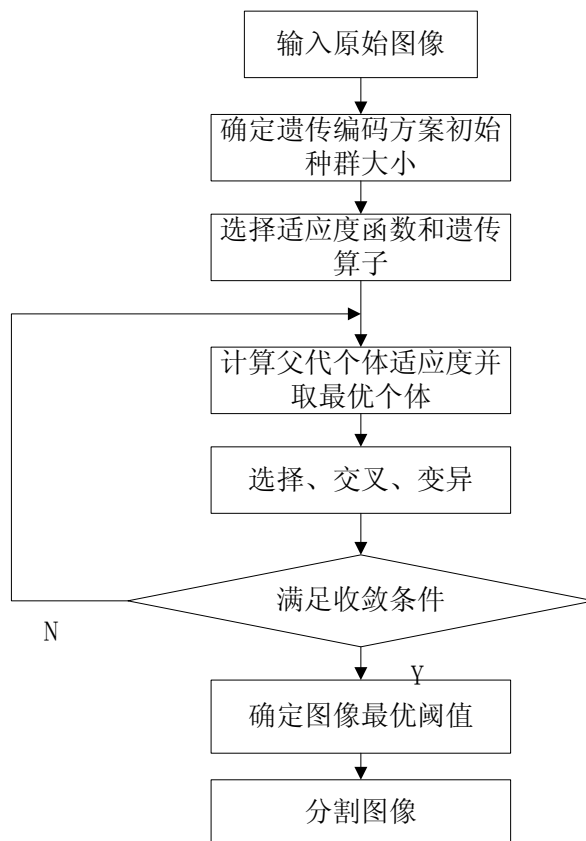 输入原始图像
确定遗传编码方案初始
种群大小
选择适应度函数和遗传
算子
计算父代个体适应度并
取最优个体
选择、交叉、变异
满足收敛条件
N
Y
确定图像最优阈值
分割图像